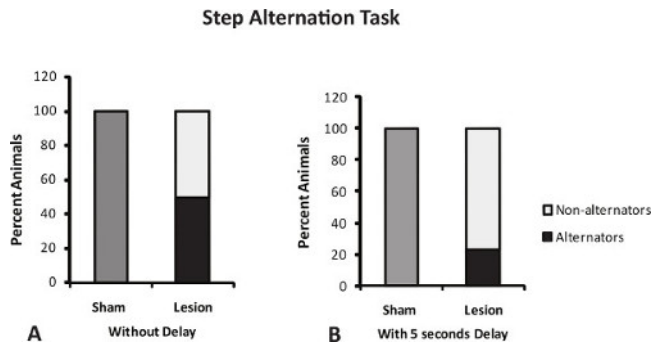 Step Alternation Task
Percent Animals
120
100
80
60
40
20
0
Sham Lesion
A Without Delay
Percent Animals
120
100
80
60
40
20
0
Sham Lesion
B With 5 seconds Delay
Non-alternators
Alternators